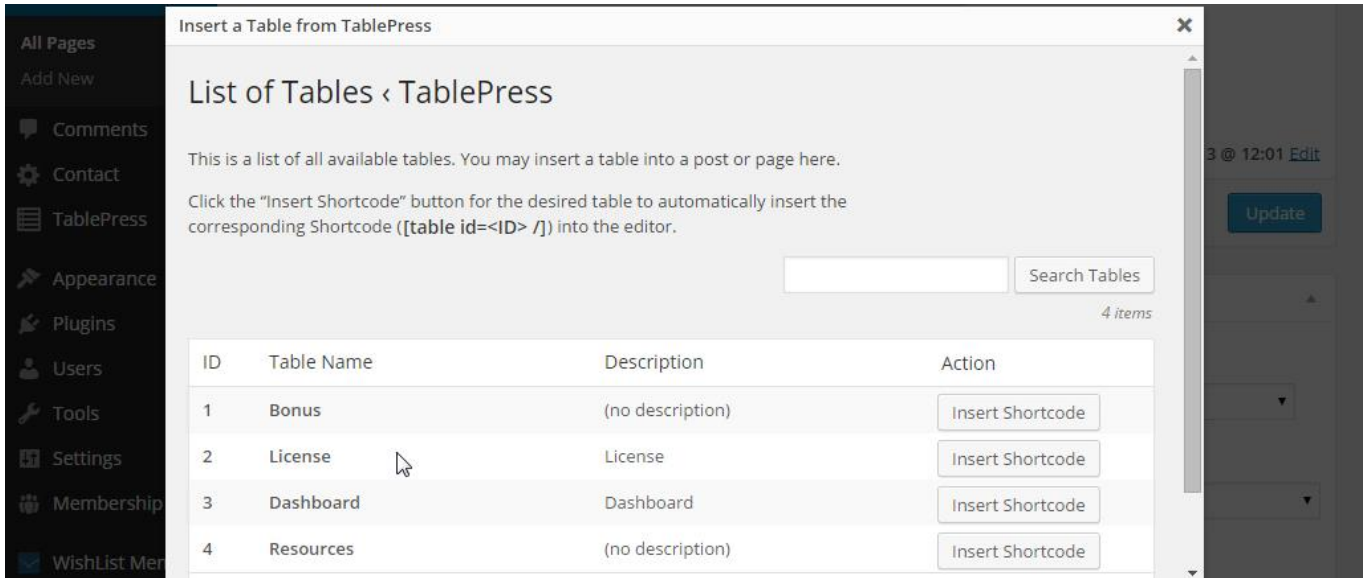 All Pages
Add New
Comments
Contact
TablePress
Appearance
Plugins
Users
Tools
Settings
Membership
WishList Mem
Insert a Table from TablePress
List of Tables ‹ TablePress
This is a list of all available tables. You may insert a table into a post or page here.
Click the “Insert Shortcode” button for the desired table to automatically insert the
corresponding Shortcode ([table id=<ID> /]) into the editor.
Search Tables
4 items
ID Table Name Description Action
1 Bonus (no description) Insert Shortcode
2 License License Insert Shortcode
3 Dashboard Dashboard Insert Shortcode
4 Resources (no description) Insert Shortcode
3 @ 12:01 Edit
Update